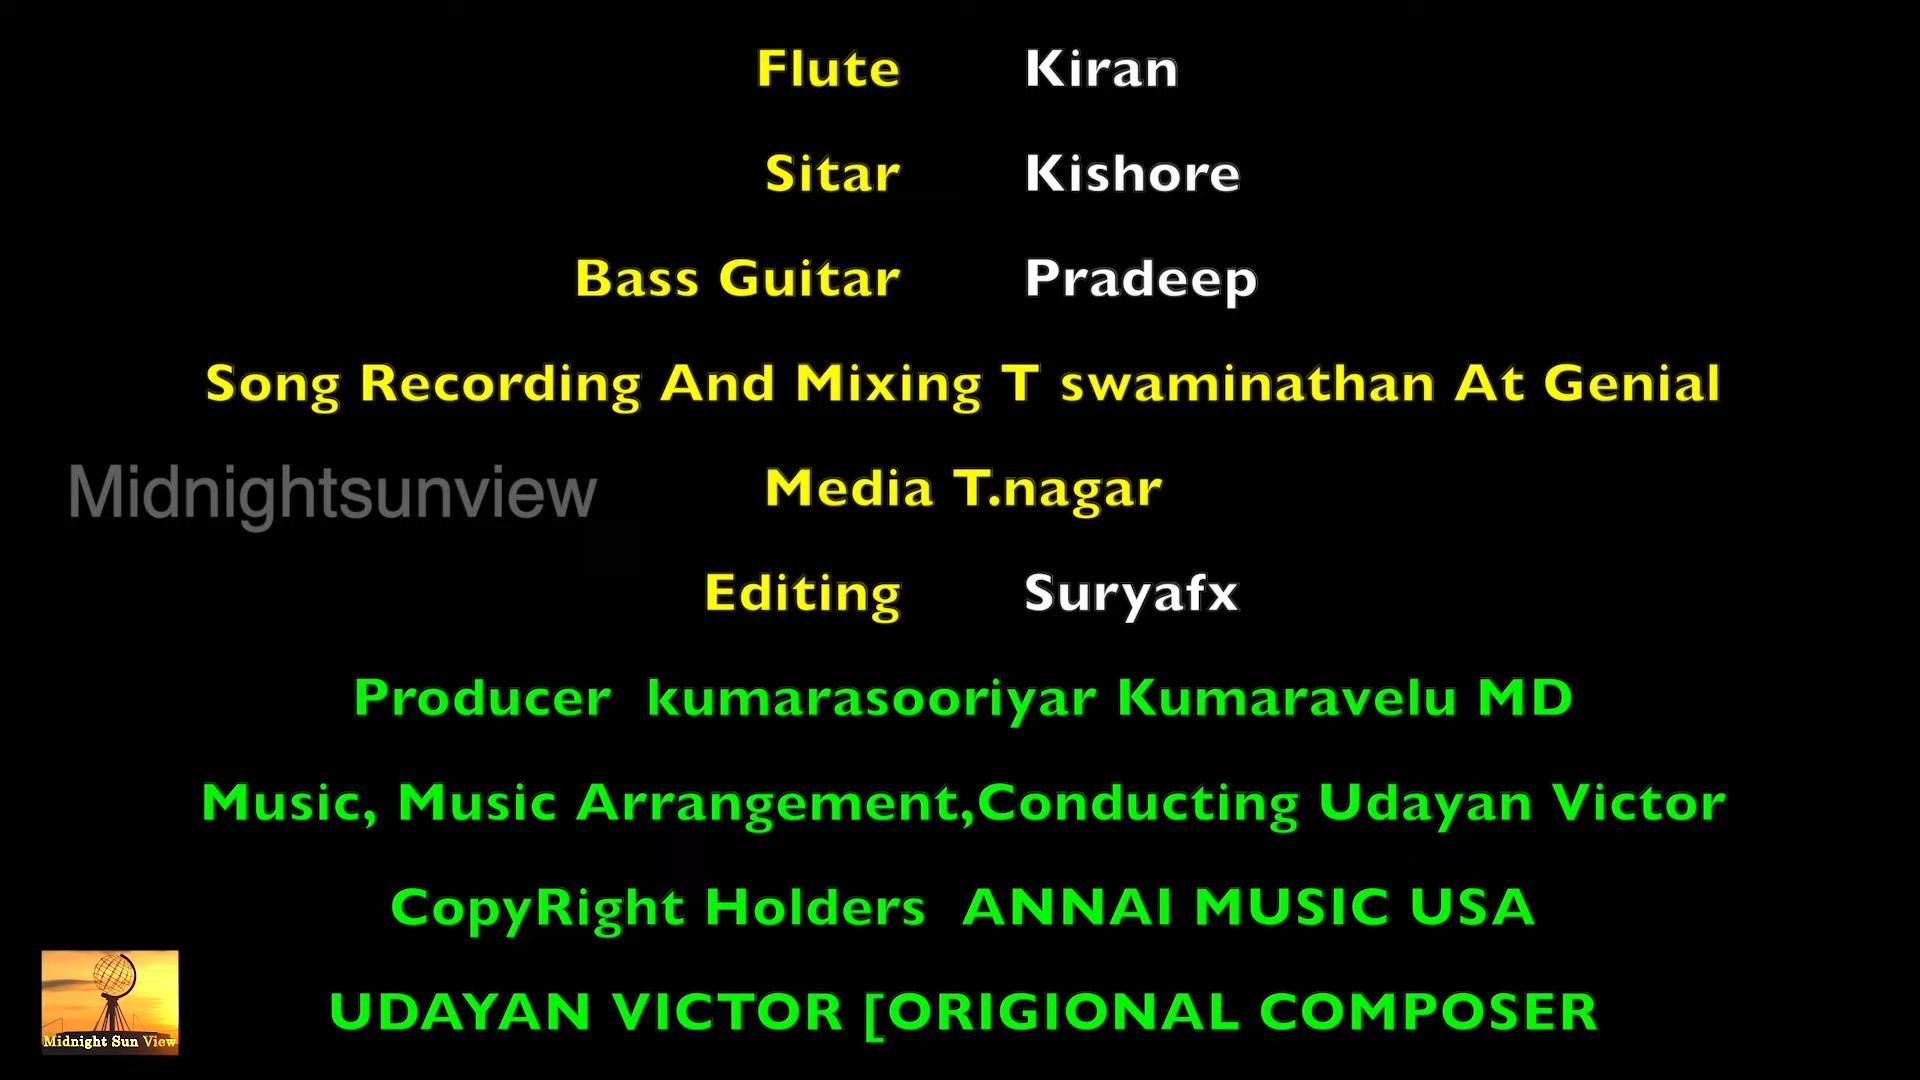 Flute Kiran
Sitar Kishore
Bass Guitar Pradeep
Song Recording And Mixing T swaminathan At Genial
Midnightsunview
Media T.nagar
Editing Suryafx
Producer kumarasooriyar Kumaravelu MD
Music, Music Arrangement,Conducting Udayan Victor
CopyRight Holders ANNAI MUSIC USA
UDAYAN VICTOR [ORIGIONAL COMPOSER
Midnight Sun View